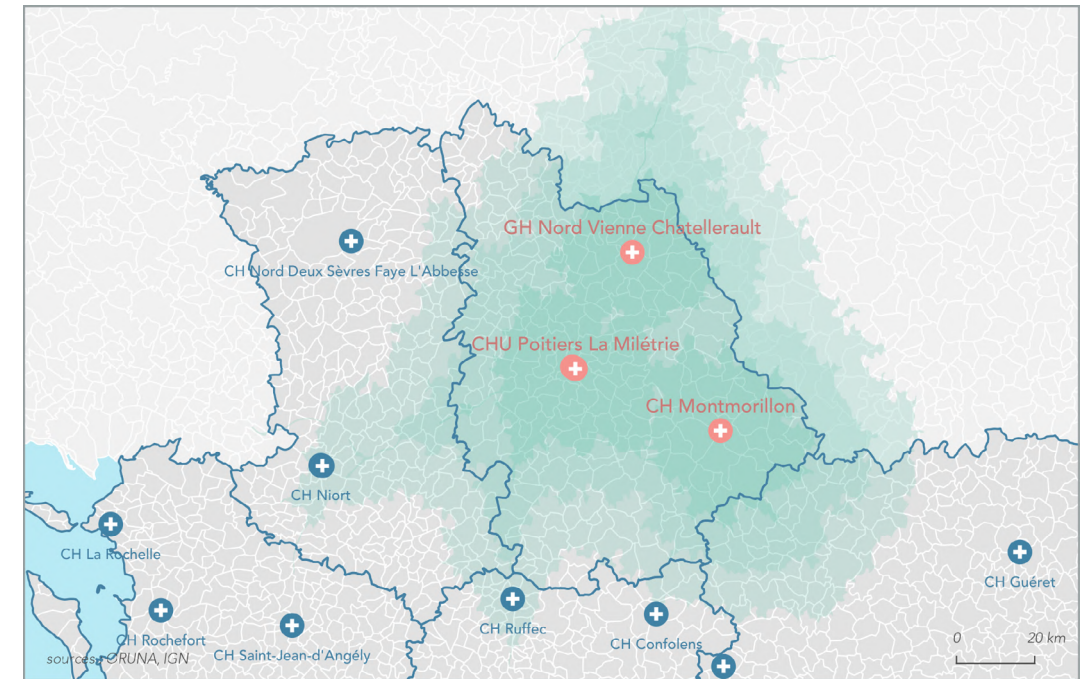 GH Nord Vienne Chatellerault
CH Nord Deux Sèvres Faye L'Abbesse
CHU Poitiers La Milétrie
CH Montmorillon
CH Niort
CH La Rochelle
CH Guéret
CH Ruffec
CH Rochefort
CH Confolens
0 20 km
CH Saint-Jean-d'Angély
sources : ORUNA, IGN